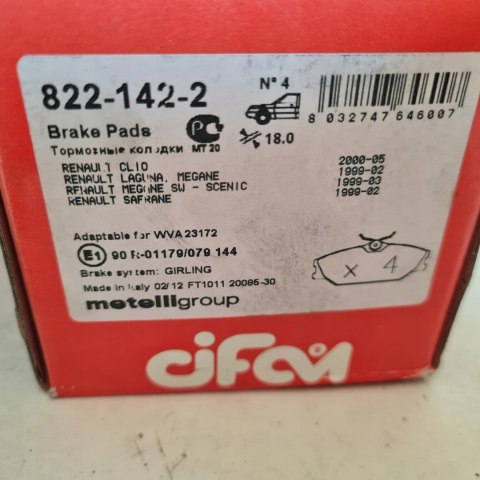 822-142-2
N° 4
Brake Pads
Тормозные колодки
PC
MT 20
18.0
8 032747 646007
RENAULT CLIO 2000-05
RENAULT LAGUNA, MEGANE 1999-02
RENAULT MEGANE SW - SCENIC 1999-03
RENAULT SAFRANE 1999-02
Adaptable for WVA 23172
E1 90 R-01179/079 144
Brake system: GIRLING
Made in Italy 02/12 FT1011 20065-30
metelligroup
x 4
CIFAM